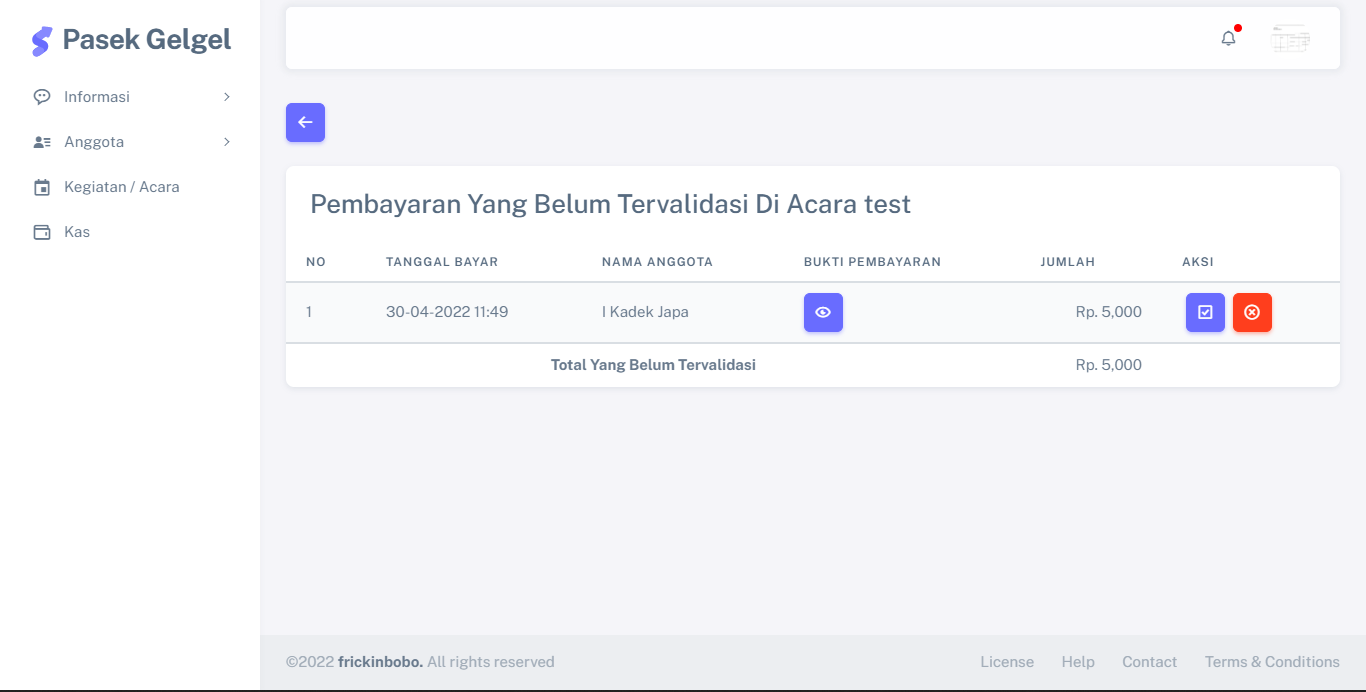 Pasek Gelgel
Informasi
Anggota
Kegiatan / Acara
Kas
Pembayaran Yang Belum Tervalidasi Di Acara test
NO TANGGAL BAYAR NAMA ANGGOTA BUKTI PEMBAYARAN JUMLAH AKSI
1 30-04-2022 11:49 I Kadek Japa Rp. 5,000
Total Yang Belum Tervalidasi Rp. 5,000
©2022 frickinbobo. All rights reserved License Help Contact Terms & Conditions